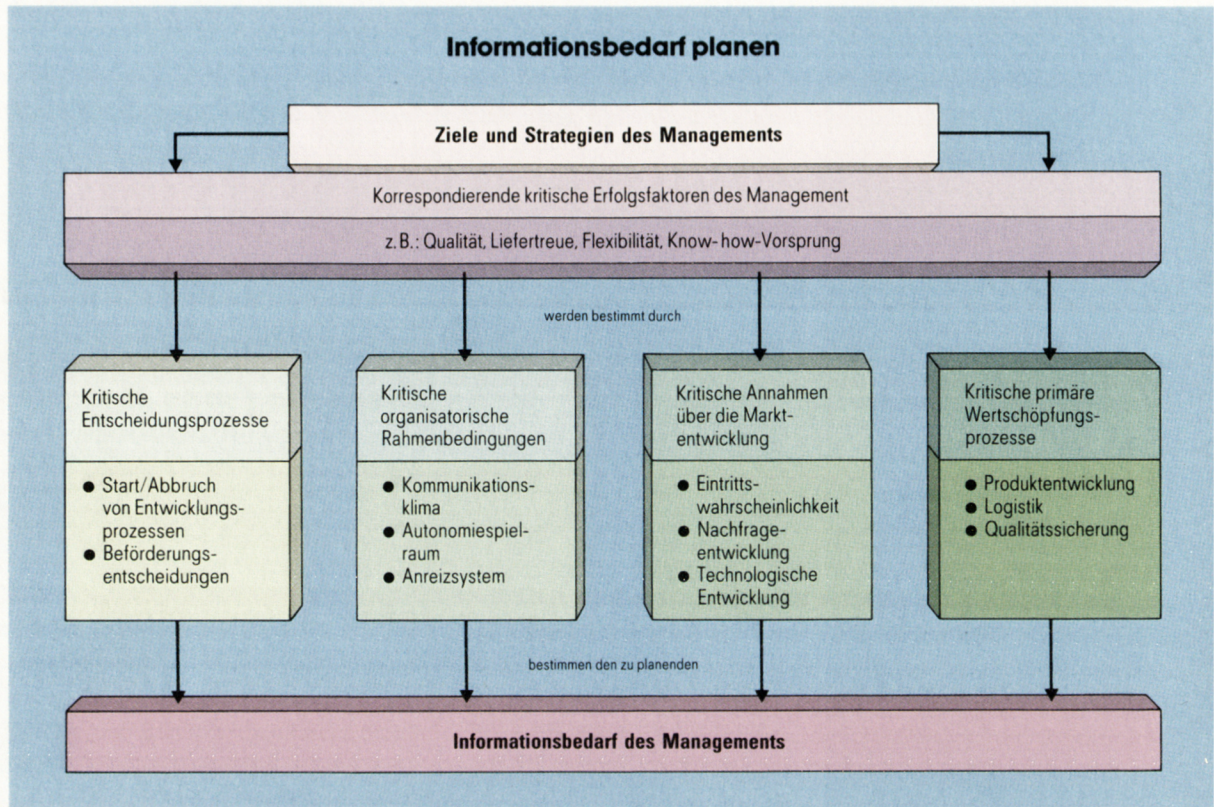 Informationsbedarf planen
Ziele und Strategien des Managements
Korrespondierende kritische Erfolgsfaktoren des Management
z. B.: Qualität, Liefertreue, Flexibilität, Know-how-Vorsprung
werden bestimmt durch
Kritische
Entscheidungsprozesse
● Start/Abbruch
von Entwicklungs-
prozessen
● Beförderungs-
entscheidungen
Kritische
organisatorische
Rahmenbedingungen
● Kommunikations-
klima
● Autonomiespiel-
raum
● Anreizsystem
Kritische Annahmen
über die Markt-
entwicklung
● Eintritts-
wahrscheinlichkeit
● Nachfrage-
entwicklung
● Technologische
Entwicklung
Kritische primäre
Wertschöpfungs-
prozesse
● Produktentwicklung
● Logistik
● Qualitätssicherung
bestimmen den zu planenden
Informationsbedarf des Managements